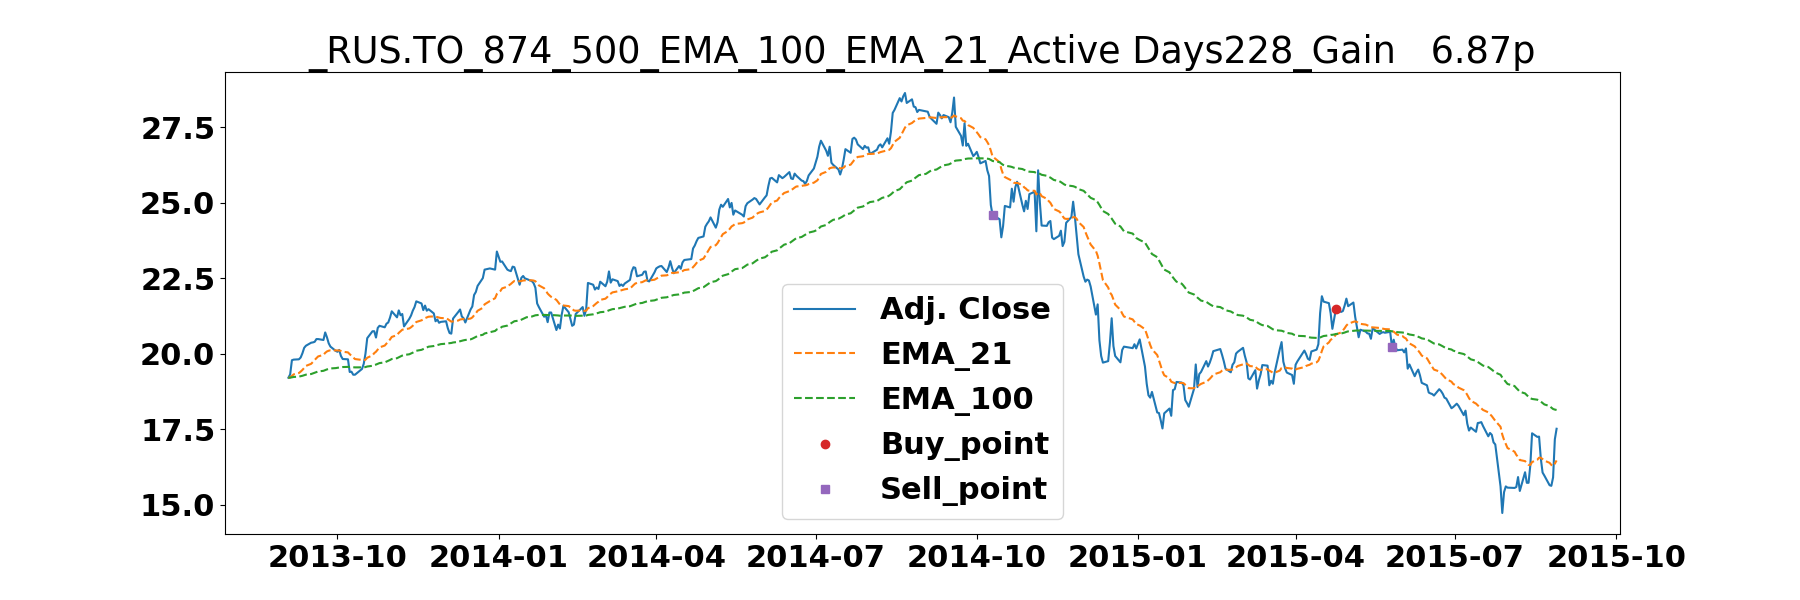 _RUS.TO_874_500_EMA_100_EMA_21_Active Days228_Gain   6.87p
27.5
25.0
22.5
20.0
17.5
15.0
Adj. Close
EMA_21
EMA_100
Buy_point
Sell_point
2013-10 2014-01 2014-04 2014-07 2014-10 2015-01 2015-04 2015-07 2015-10